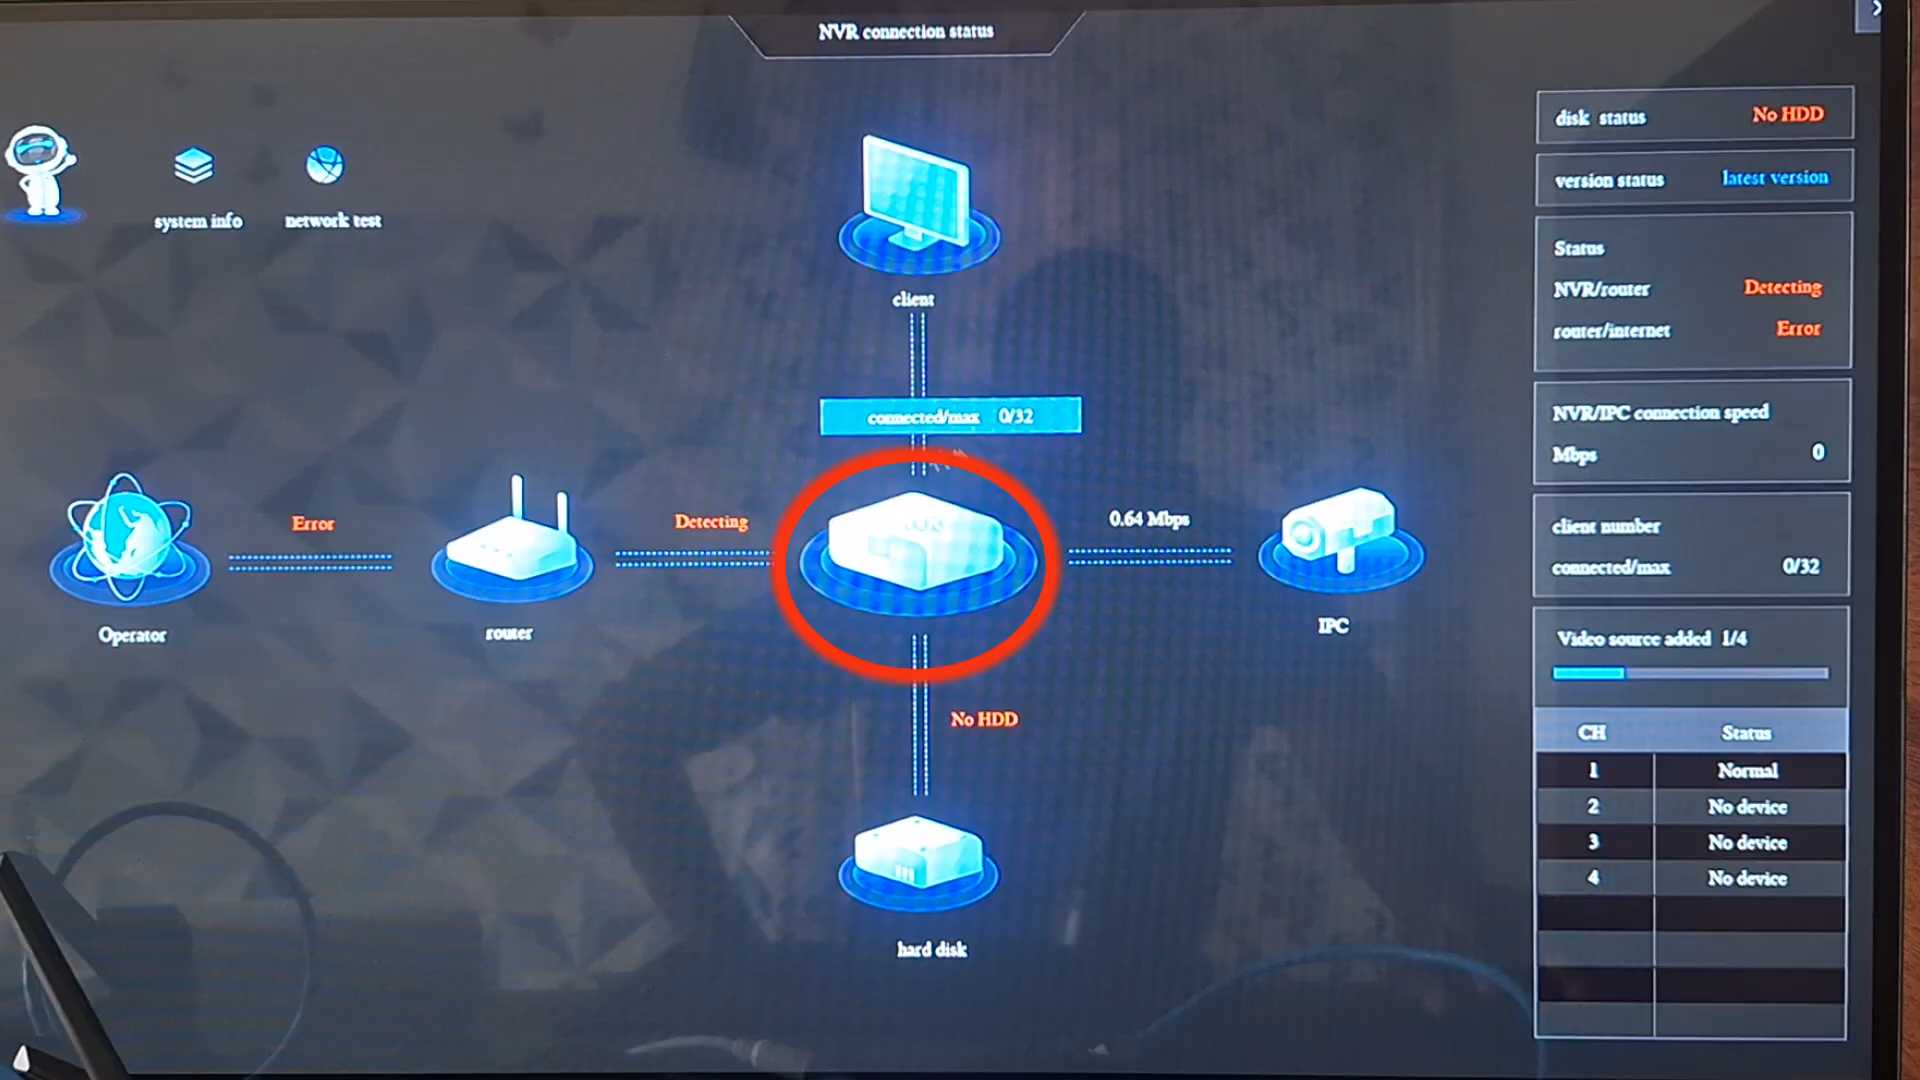 NVR connection status
system info
network test
client
connected/max 0/32
Error
Detecting
NVR
0.64 Mbps
Operator
router
IPC
No HDD
hard disk
disk status No HDD
version status latest version
Status
NVR/router Detecting
router/internet Error
NVR/IPC connection speed
Mbps 0
client number
connected/max 0/32
Video source added 1/4
CH Status
1 Normal
2 No device
3 No device
4 No device